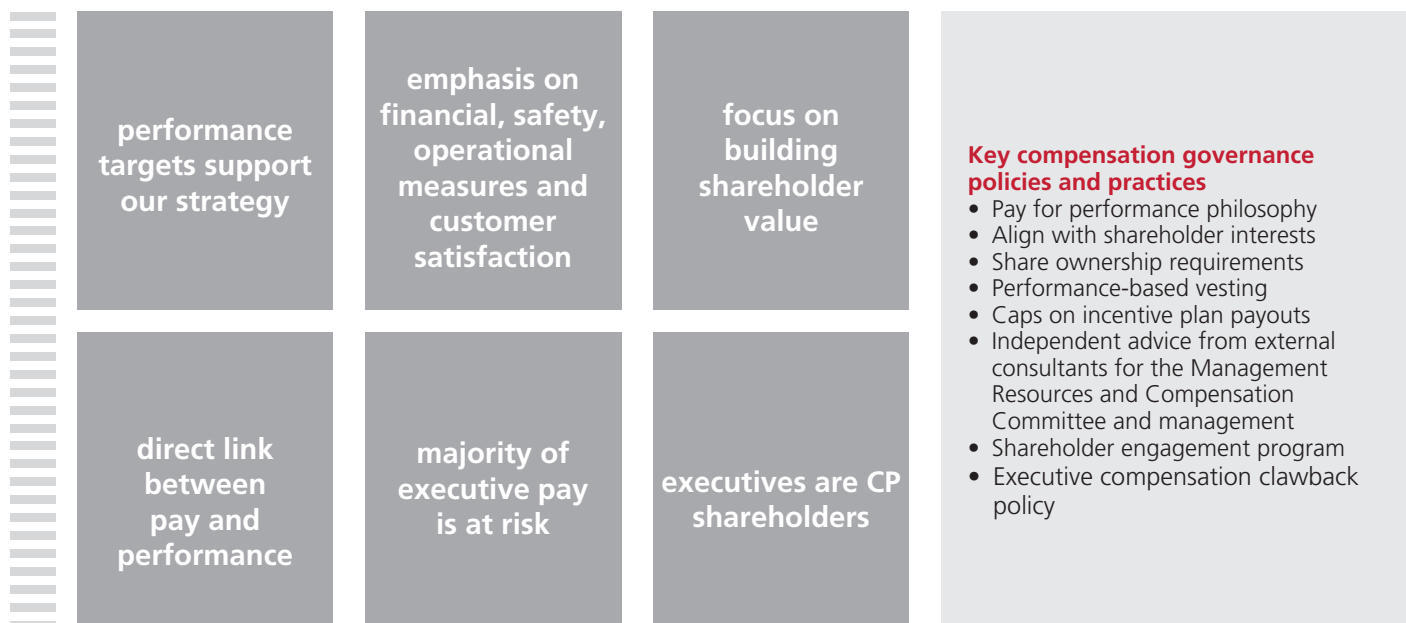 performance
targets support
our strategy
emphasis on
financial, safety,
operational
measures and
customer
satisfaction
focus on
building
shareholder
value
direct link
between
pay and
performance
majority of
executive pay
is at risk
executives are CP
shareholders
Key compensation governance
policies and practices
• Pay for performance philosophy
• Align with shareholder interests
• Share ownership requirements
• Performance-based vesting
• Caps on incentive plan payouts
• Independent advice from external
consultants for the Management
Resources and Compensation
Committee and management
• Shareholder engagement program
• Executive compensation clawback
policy